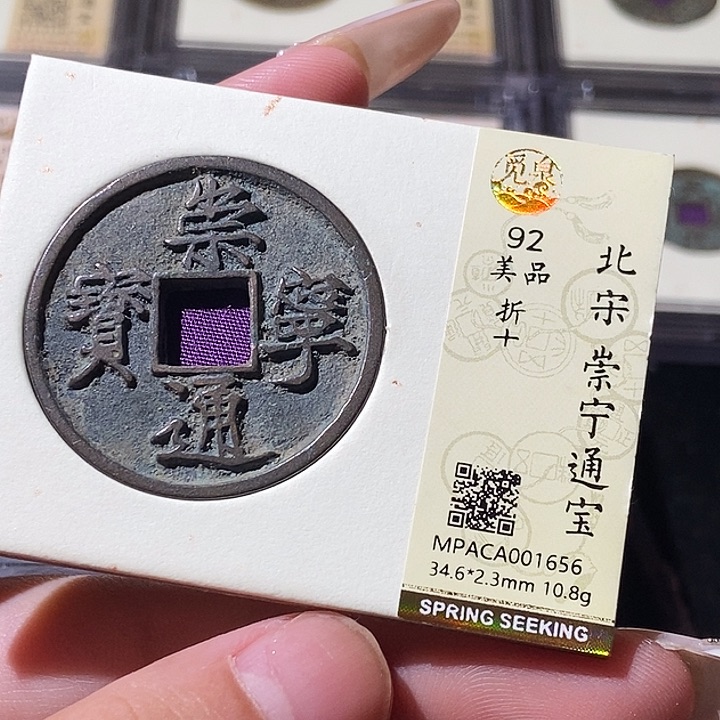 崇寧通寶
觅泉
92
美品
折十
北宋 崇宁通宝
MPACA001656
34.6*2.3mm 10.8g
SPRING SEEKING